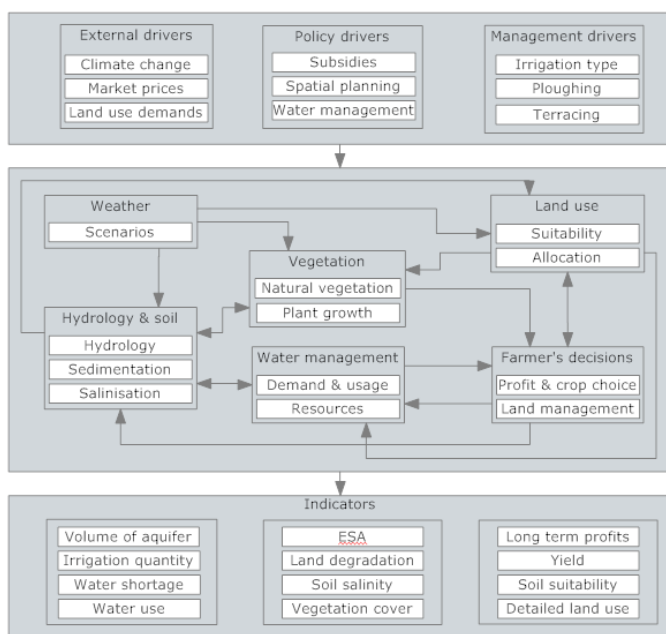 External drivers
Climate change
Market prices
Land use demands
Policy drivers
Subsidies
Spatial planning
Water management
Management drivers
Irrigation type
Ploughing
Terracing
Weather
Scenarios
Land use
Suitability
Allocation
Vegetation
Natural vegetation
Plant growth
Hydrology & soil
Hydrology
Sedimentation
Salinisation
Water management
Demand & usage
Resources
Farmer's decisions
Profit & crop choice
Land management
Indicators
Volume of aquifer
Irrigation quantity
Water shortage
Water use
ESA
Land degradation
Soil salinity
Vegetation cover
Long term profits
Yield
Soil suitability
Detailed land use